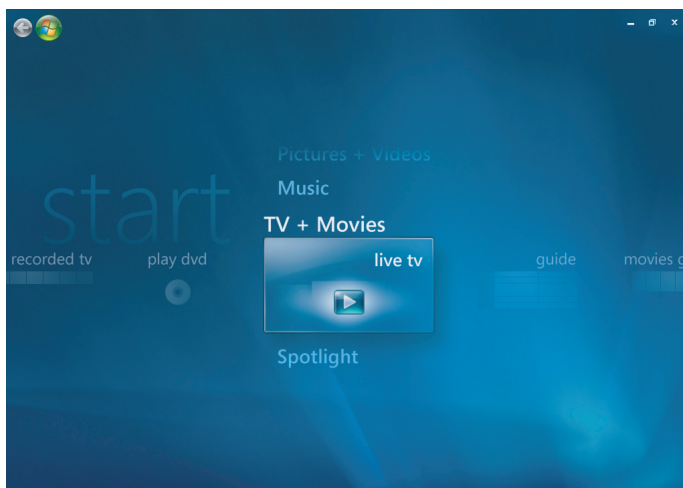 Pictures + Videos
start
Music
TV + Movies
recorded tv
play dvd
live tv
guide
movies g
Spotlight